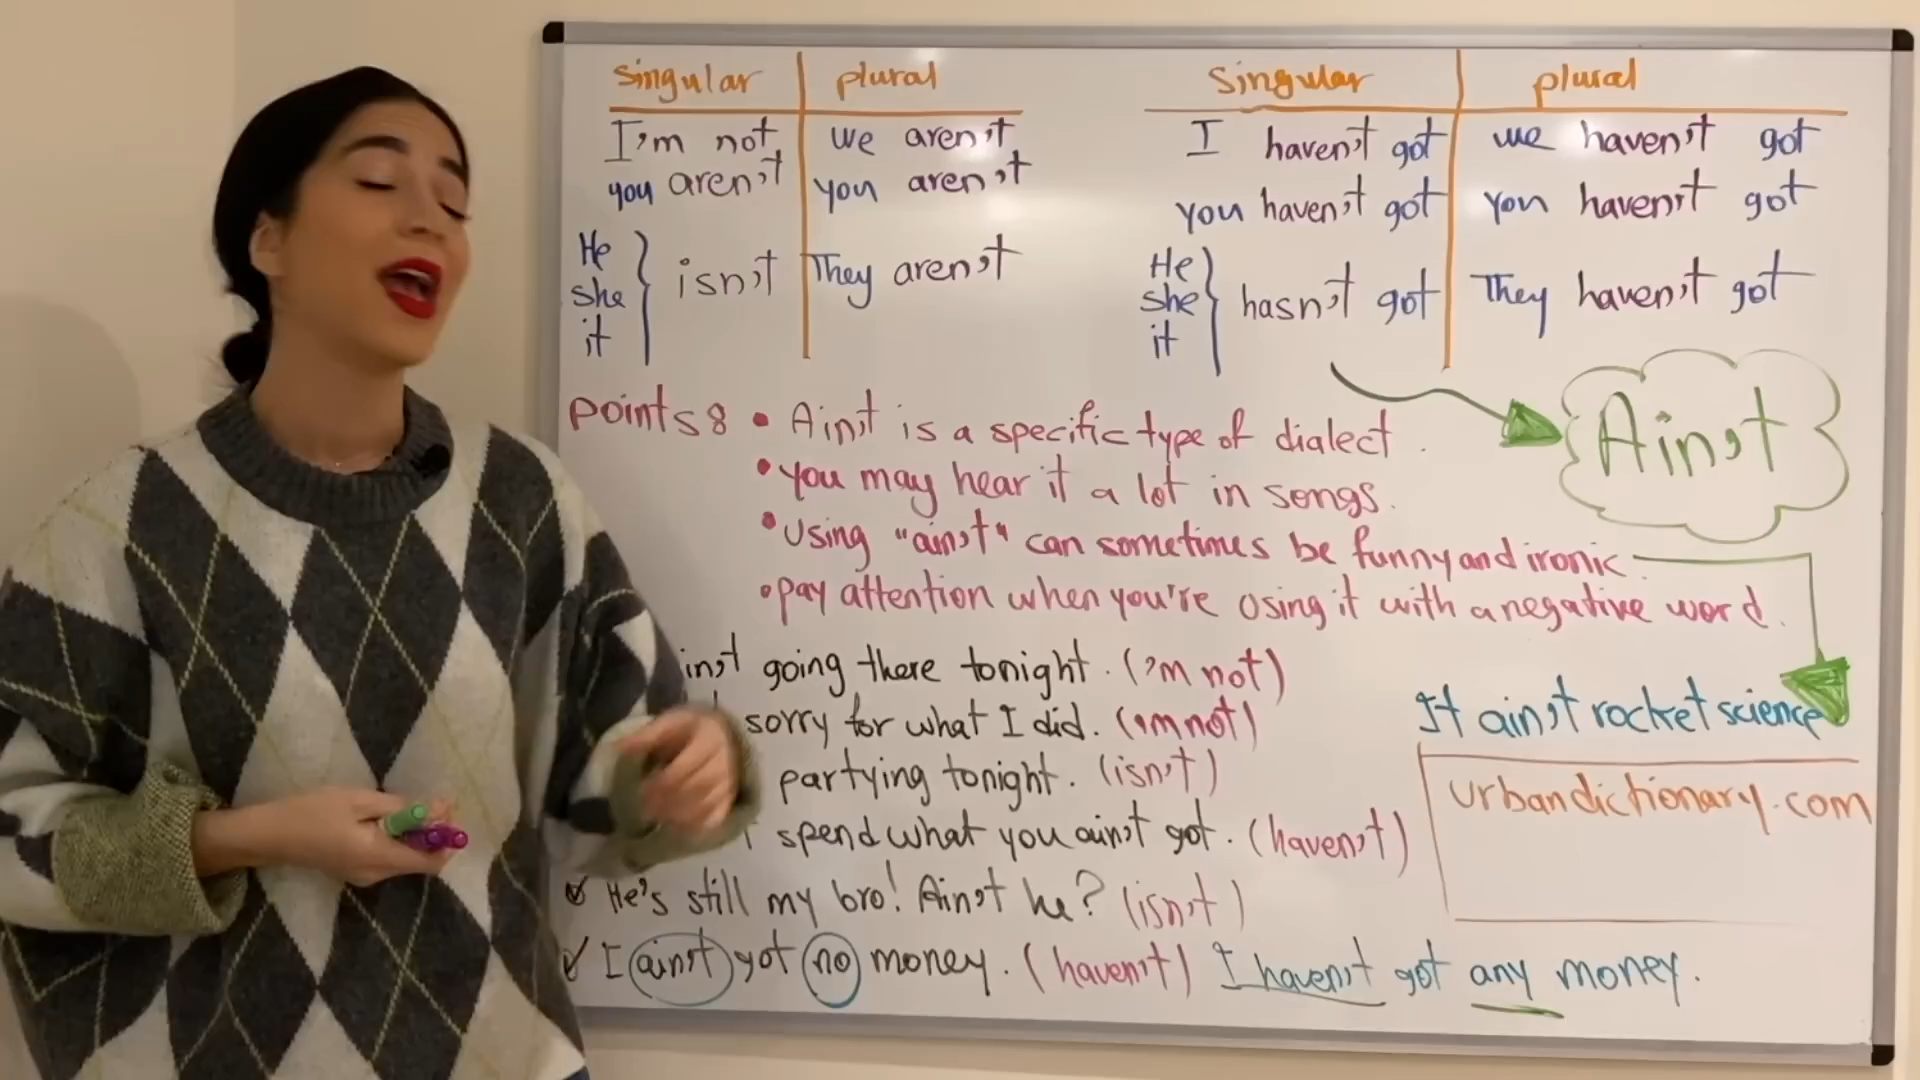 singular plural
I'm not we aren't
you aren't you aren't
He
she isn't They aren't
it
singular plural
I haven't got we haven't got
you haven't got you haven't got
He
she hasn't got They haven't got
it
Ain't
points: • Ain't is a specific type of dialect.
• you may hear it a lot in songs.
• Using "ain't" can sometimes be funny and ironic.
• pay attention when you're using it with a negative word.
going there tonight. ('m not)
sorry for what I did. ('m not)
partying tonight. (isn't)
spend what you ain't got. (haven't)
He's still my bro! Ain't he? (isn't)
I ain't got no money. (haven't) I haven't got any money.
It ain't rocket science
urbandictionary.com